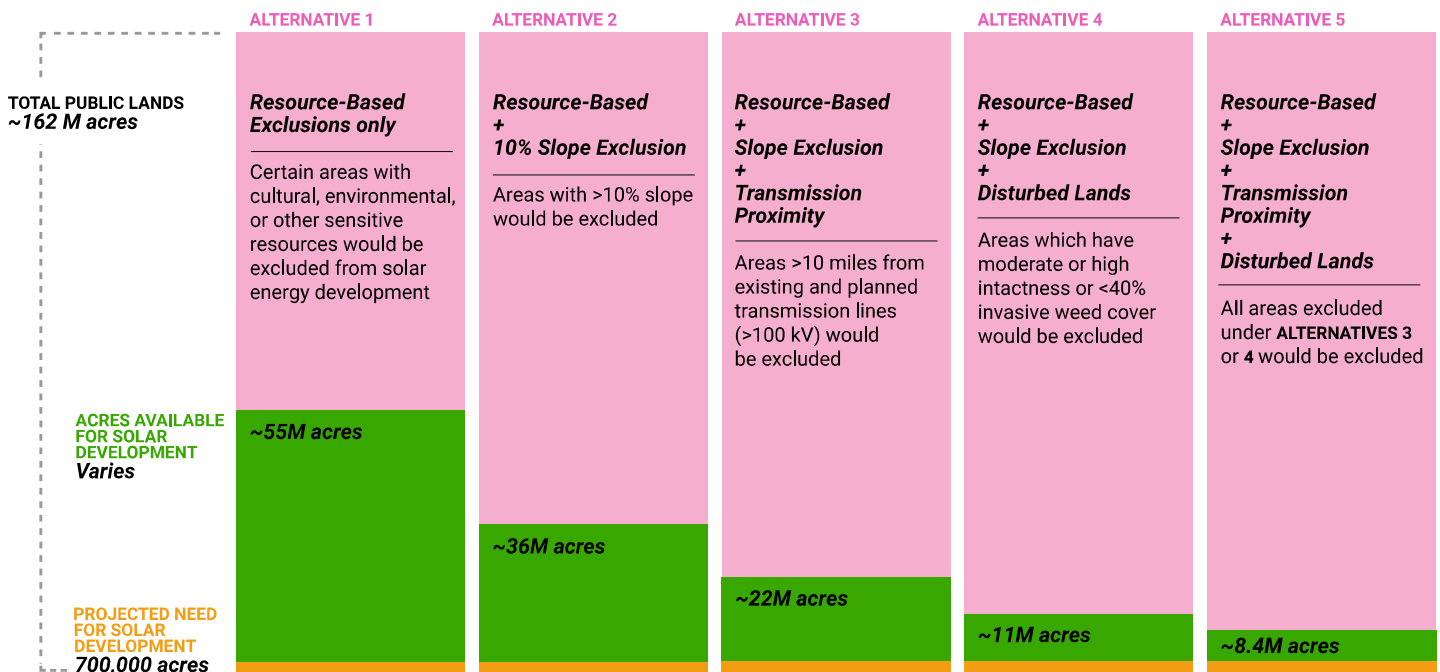 ALTERNATIVE 1
ALTERNATIVE 2
ALTERNATIVE 3
ALTERNATIVE 4
ALTERNATIVE 5
TOTAL PUBLIC LANDS
~162 M acres
Resource-Based
Exclusions only
Certain areas with
cultural, environmental,
or other sensitive
resources would be
excluded from solar
energy development
Resource-Based
+
10% Slope Exclusion
Areas with >10% slope
would be excluded
Resource-Based
+
Slope Exclusion
+
Transmission
Proximity
Areas >10 miles from
existing and planned
transmission lines
(>100 kV) would
be excluded
Resource-Based
+
Slope Exclusion
+
Disturbed Lands
Areas which have
moderate or high
intactness or <40%
invasive weed cover
would be excluded
Resource-Based
+
Slope Exclusion
+
Transmission
Proximity
+
Disturbed Lands
All areas excluded
under ALTERNATIVES 3
or 4 would be excluded
ACRES AVAILABLE
FOR SOLAR
DEVELOPMENT
Varies
~55M acres
~36M acres
~22M acres
~11M acres
~8.4M acres
PROJECTED NEED
FOR SOLAR
DEVELOPMENT
700,000 acres